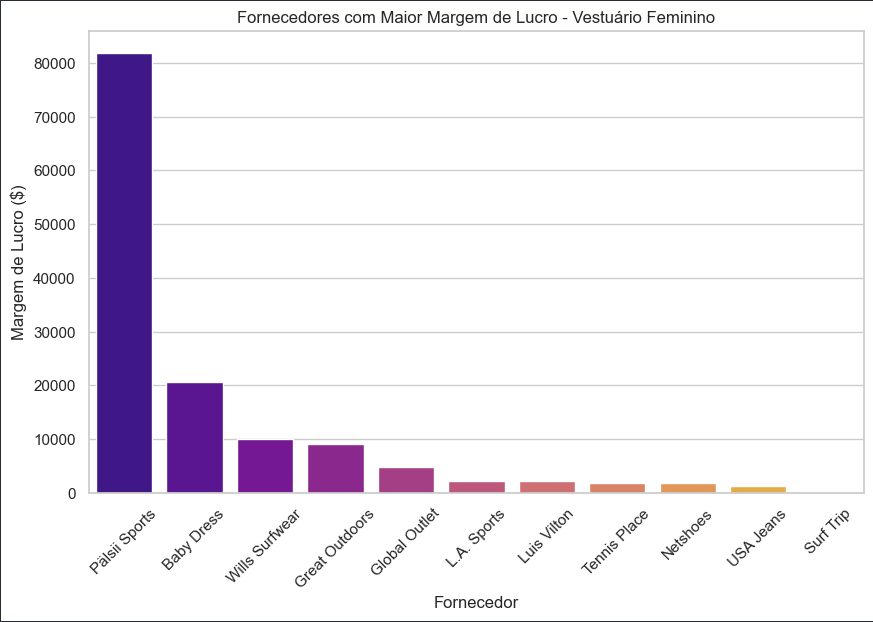 Fornecedores com Maior Margem de Lucro - Vestuário Feminino
Margem de Lucro ($)
80000
70000
60000
50000
40000
30000
20000
10000
0
Pälsii Sports
Baby Dress
Wills Surfwear
Great Outdoors
Global Outlet
L.A. Sports
Luis Vilton
Tennis Place
Netshoes
USA Jeans
Surf Trip
Fornecedor